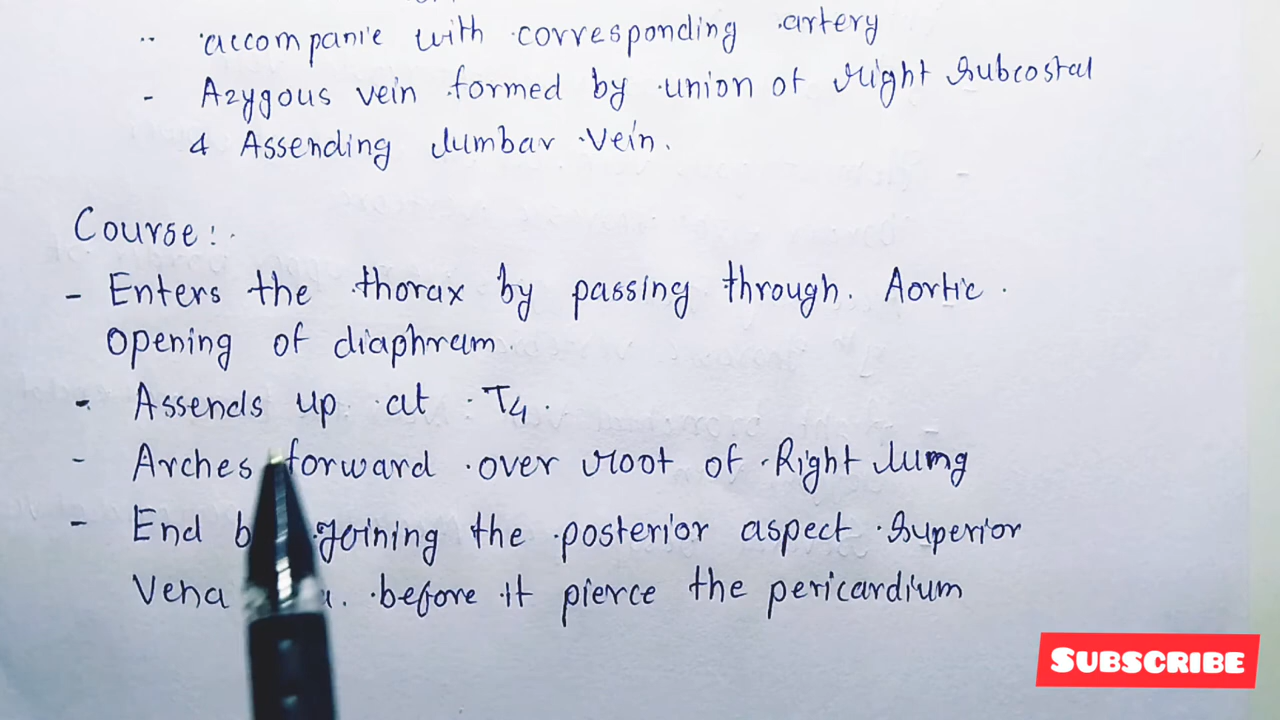 accompanie with corresponding artery
- Azygous vein formed by union of right subcostal
& Assending lumbar vein.
Course:
- Enters the thorax by passing through Aortic
opening of diaphram.
- Assends up at T4.
- Arches forward over root of Right lung
- End joining the posterior aspect superior
Vena before it pierce the pericardium
SUBSCRIBE